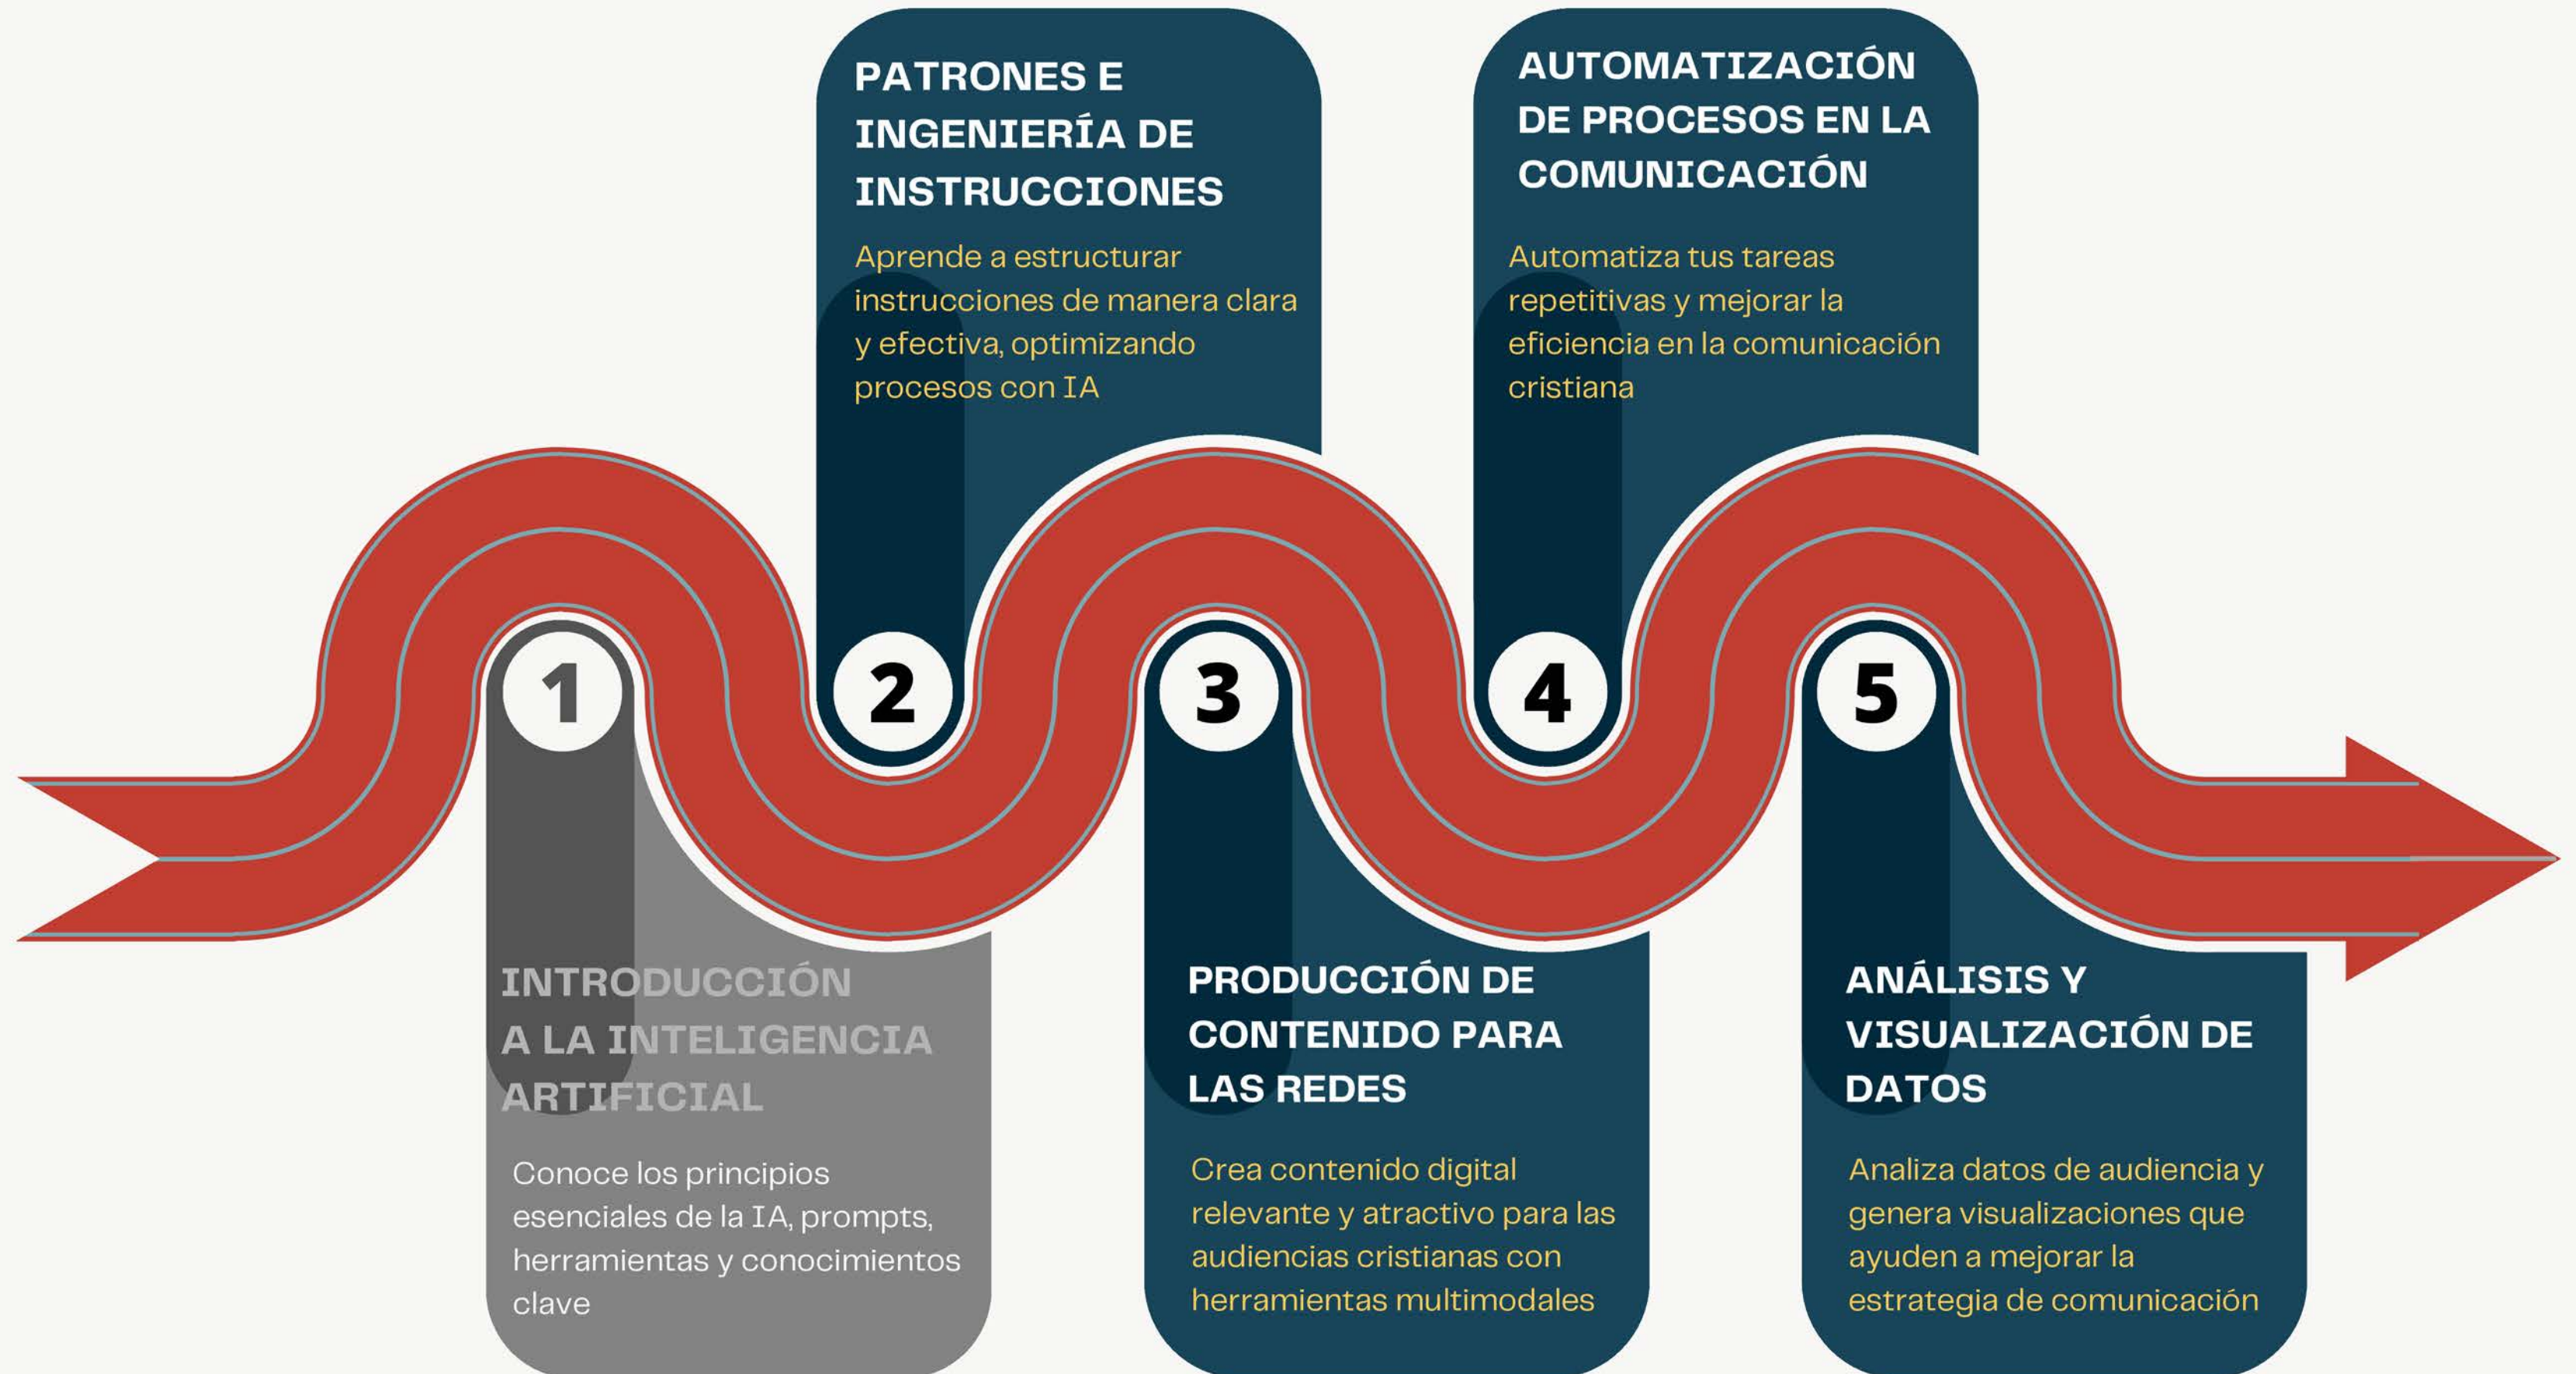 PATRONES E
INGENIERÍA DE
INSTRUCCIONES
Aprende a estructurar
instrucciones de manera clara
y efectiva, optimizando
procesos con IA
AUTOMATIZACIÓN
DE PROCESOS EN LA
COMUNICACIÓN
Automatiza tus tareas
repetitivas y mejorar la
eficiencia en la comunicación
cristiana
1
2
3
4
5
INTRODUCCIÓN
A LA INTELIGENCIA
ARTIFICIAL
Conoce los principios
esenciales de la IA, prompts,
herramientas y conocimientos
clave
PRODUCCIÓN DE
CONTENIDO PARA
LAS REDES
Crea contenido digital
relevante y atractivo para las
audiencias cristianas con
herramientas multimodales
ANÁLISIS Y
VISUALIZACIÓN DE
DATOS
Analiza datos de audiencia y
genera visualizaciones que
ayuden a mejorar la
estrategia de comunicación